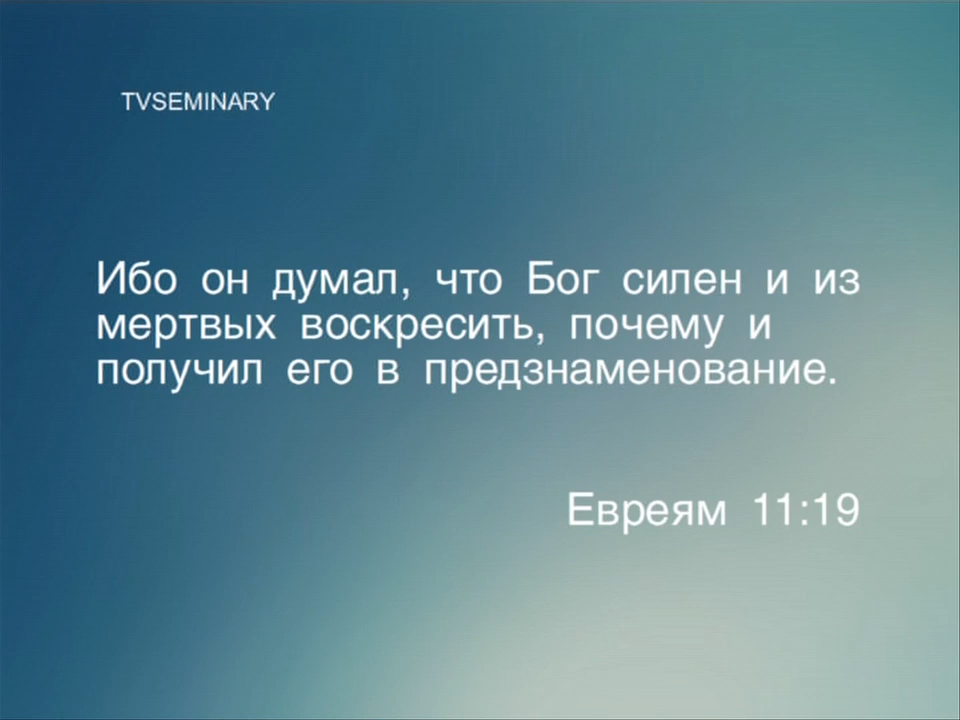 TVSEMINARY
Ибо он думал, что Бог силен и из
мертвых воскресить, почему и
получил его в предзнаменование.
Евреям 11:19